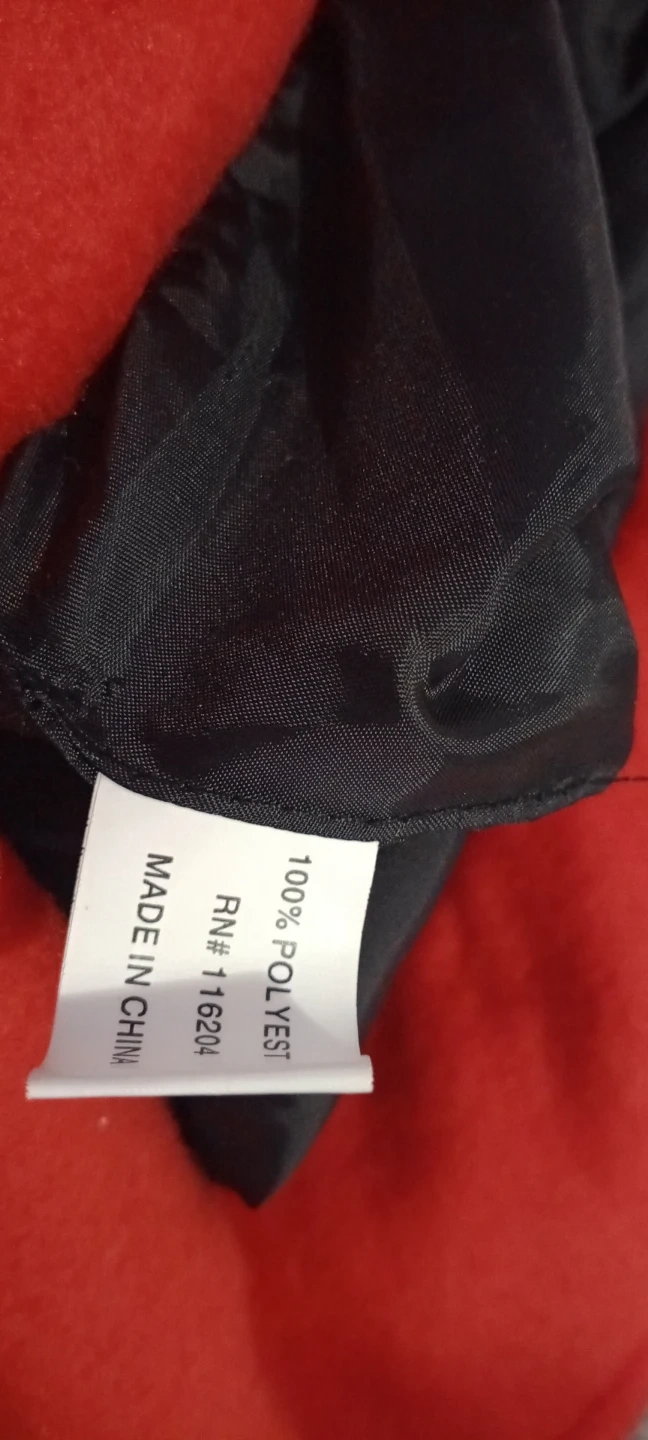 100% POLYEST
RN# 116204
MADE IN CHINA